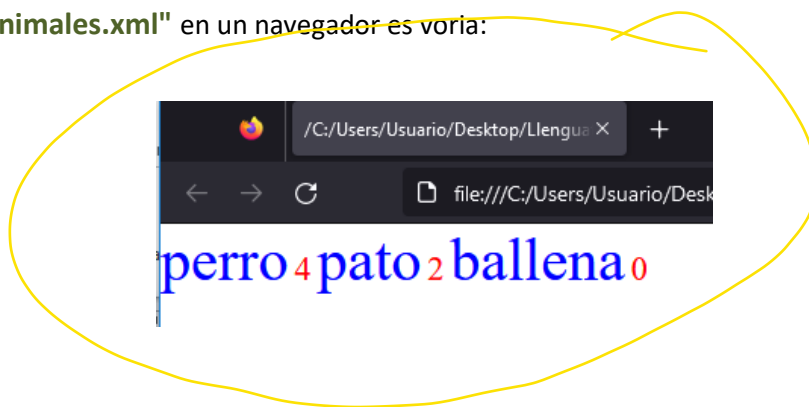 nimales.xml" en un navegador es voria:
/C:/Users/Usuario/Desktop/Llengua
file:///C:/Users/Usuario/Desk
perro 4 pato 2 ballena 0